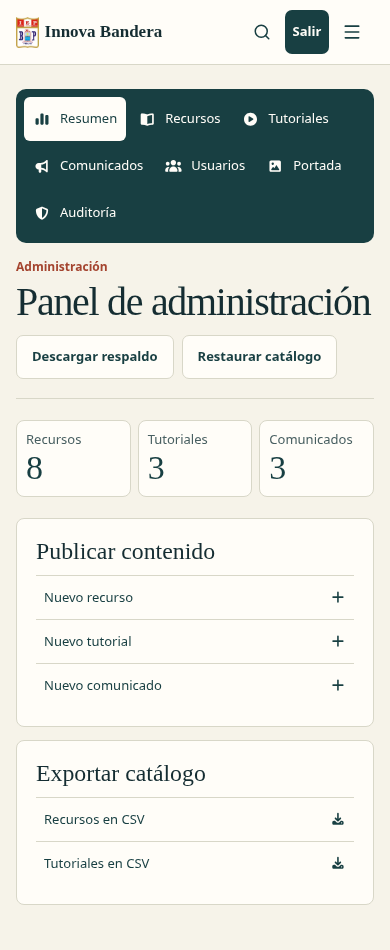 Innova Bandera
Salir
Resumen Recursos Tutoriales
Comunicados Usuarios Portada
Auditoría
Administración
Panel de administración
Descargar respaldo Restaurar catálogo
Recursos Tutoriales Comunicados
8 3 3
Publicar contenido
Nuevo recurso
Nuevo tutorial
Nuevo comunicado
Exportar catálogo
Recursos en CSV
Tutoriales en CSV